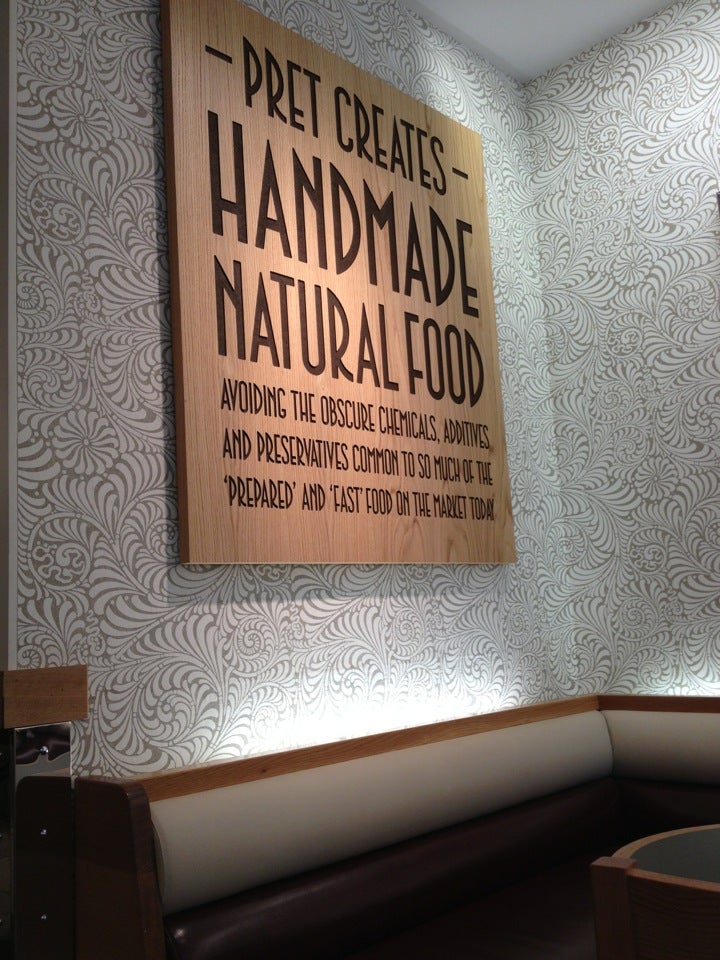 – PRET CREATES –
HANDMADE
NATURAL FOOD
AVOIDING THE OBSCURE CHEMICALS, ADDITIVES
AND PRESERVATIVES COMMON TO SO MUCH OF THE
‘PREPARED’ AND ‘FAST’ FOOD ON THE MARKET TODAY.